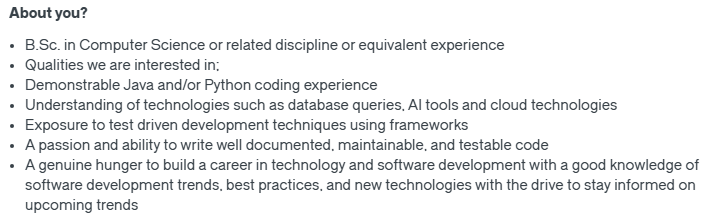 About you?
• B.Sc. in Computer Science or related discipline or equivalent experience
• Qualities we are interested in:
• Demonstrable Java and/or Python coding experience
• Understanding of technologies such as database queries, AI tools and cloud technologies
• Exposure to test driven development techniques using frameworks
• A passion and ability to write well documented, maintainable, and testable code
• A genuine hunger to build a career in technology and software development with a good knowledge of
software development trends, best practices, and new technologies with the drive to stay informed on
upcoming trends